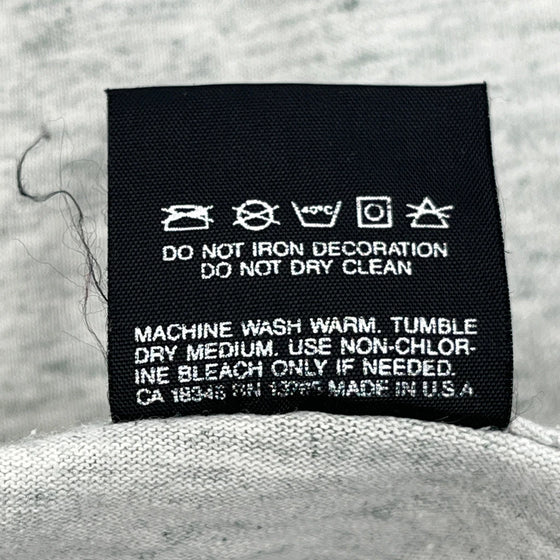 40°C
DO NOT IRON DECORATION
DO NOT DRY CLEAN
MACHINE WASH WARM. TUMBLE
DRY MEDIUM. USE NON-CHLOR-
INE BLEACH ONLY IF NEEDED.
CA RN MADE IN U.S.A.